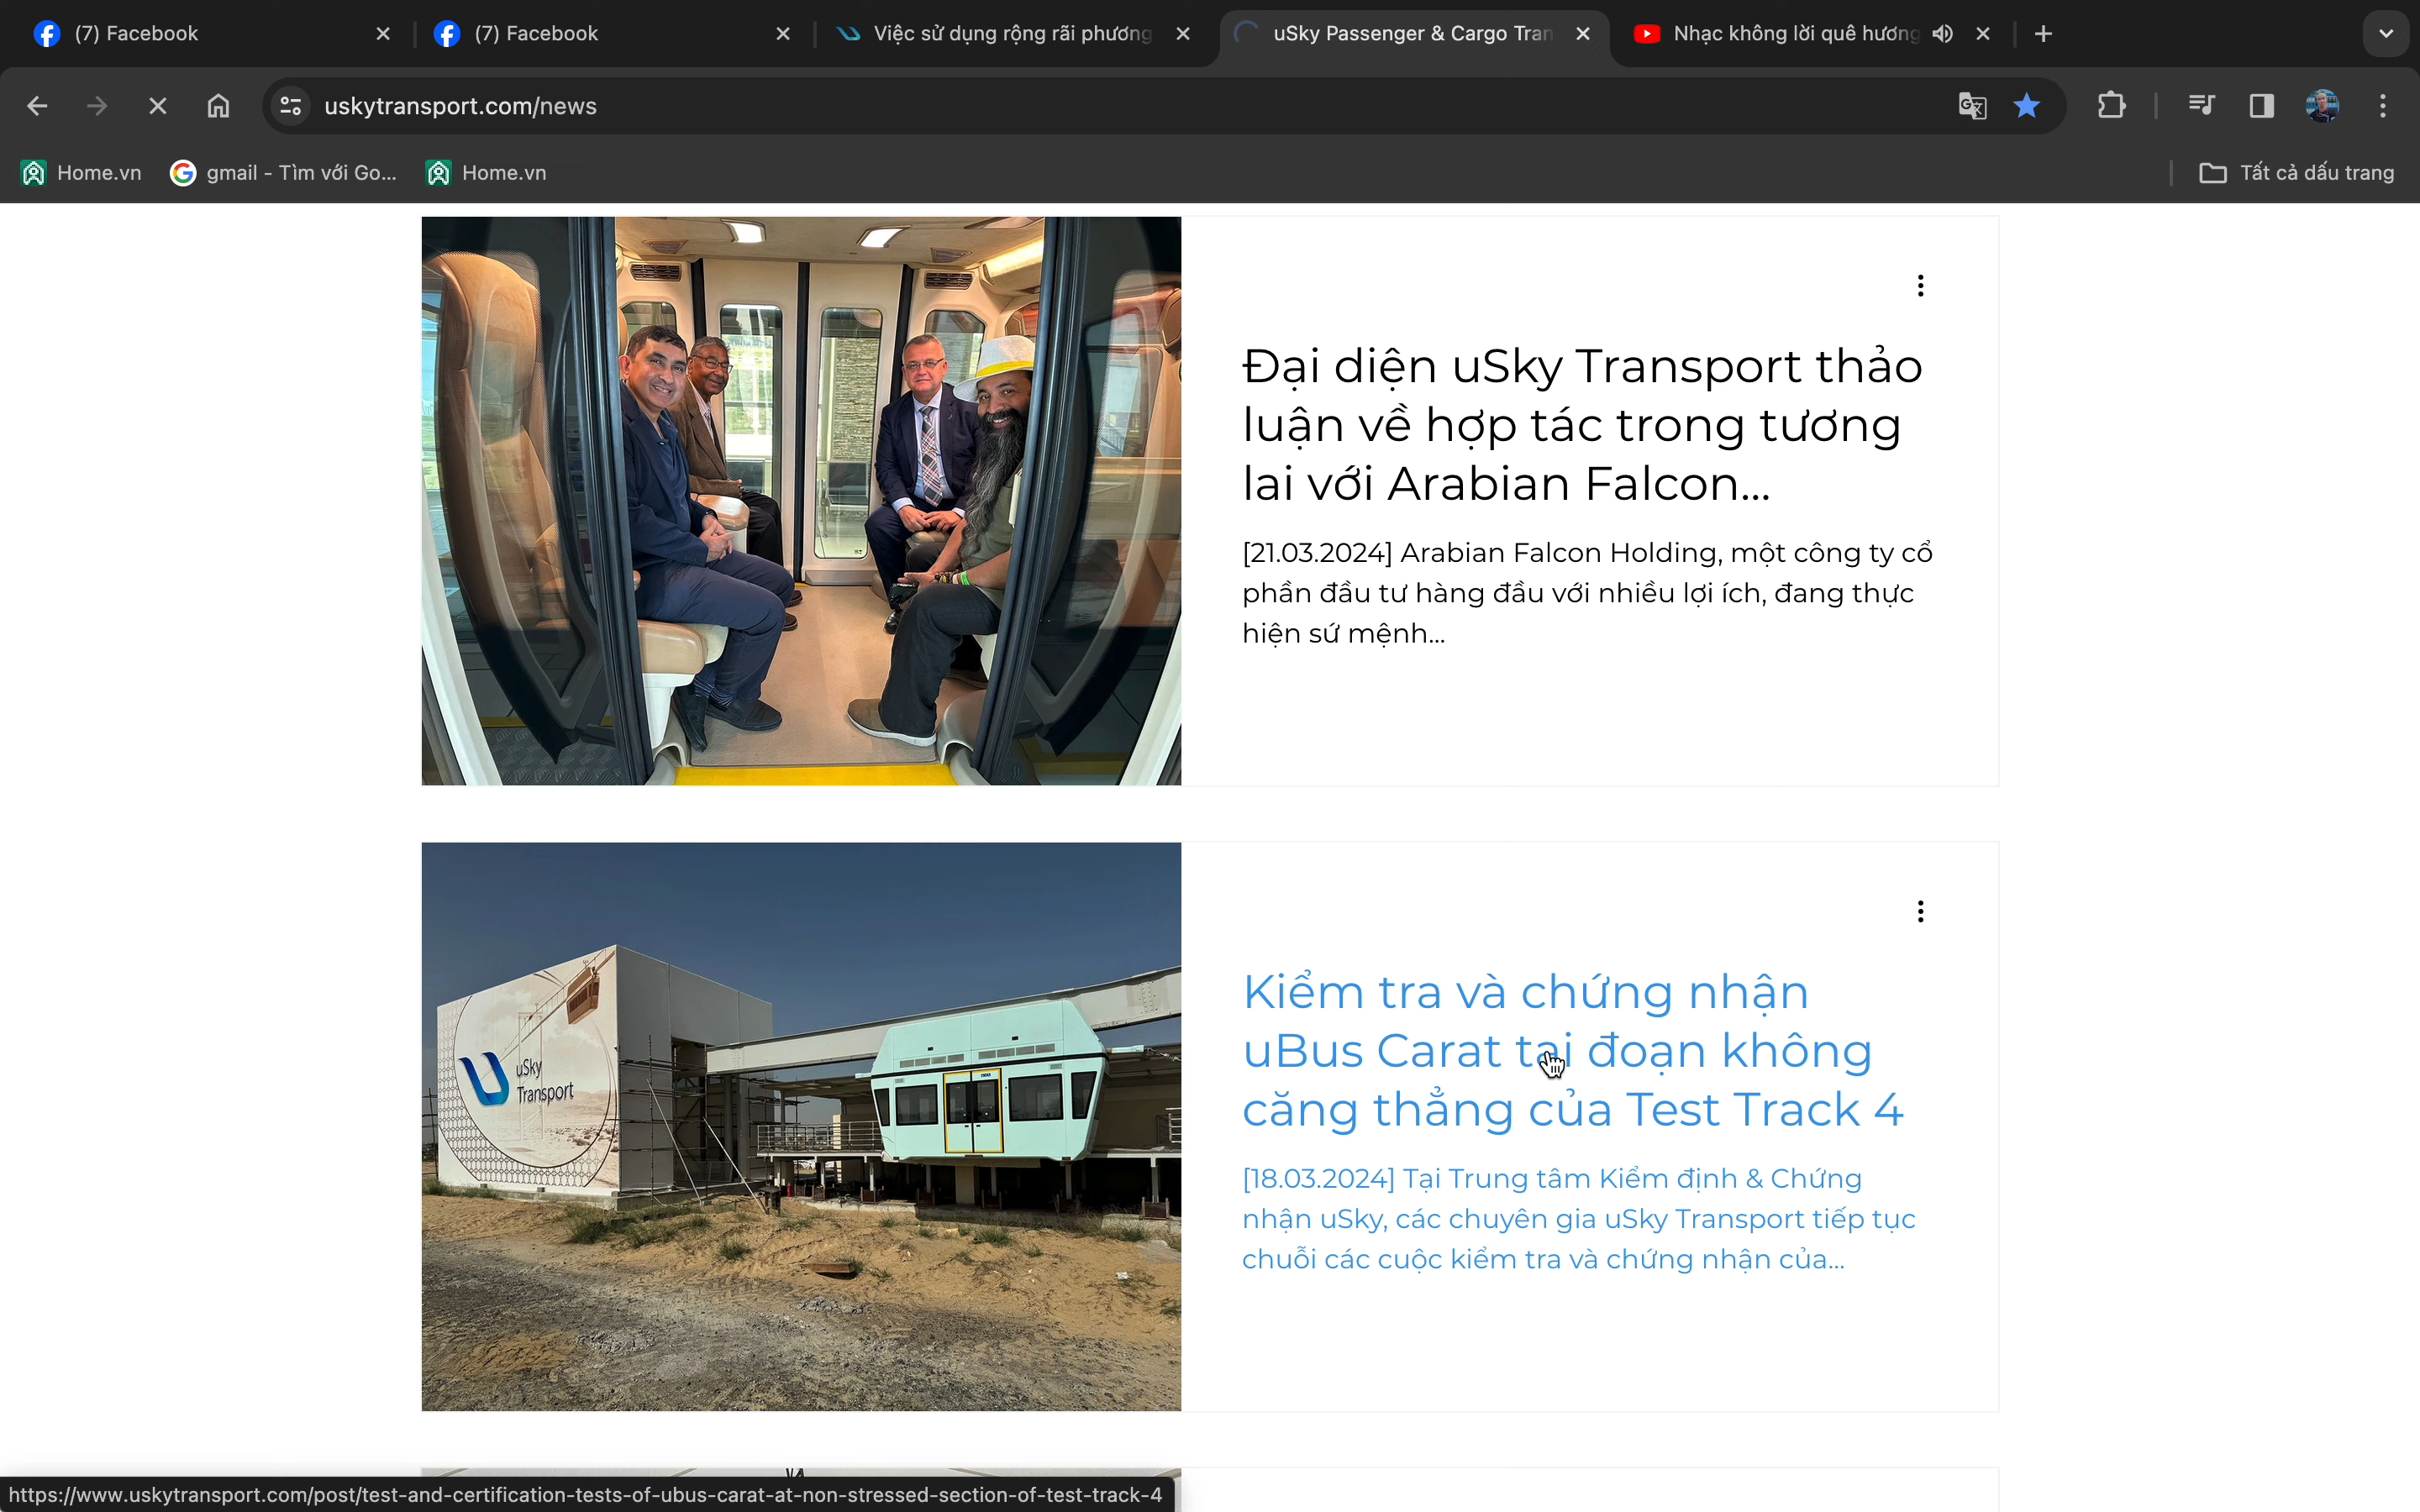 (7) Facebook
(7) Facebook
Việc sử dụng rộng rãi phương
uSky Passenger & Cargo Tran
Nhạc không lời quê hương
uskytransport.com/news
Home.vn
gmail - Tìm với Go...
Home.vn
Tất cả dấu trang
Đại diện uSky Transport thảo
luận về hợp tác trong tương
lai với Arabian Falcon...
[21.03.2024] Arabian Falcon Holding, một công ty cổ
phần đầu tư hàng đầu với nhiều lợi ích, đang thực
hiện sứ mệnh...
uSky
Transport
Kiểm tra và chứng nhận
uBus Carat tại đoạn không
căng thẳng của Test Track 4
[18.03.2024] Tại Trung tâm Kiểm định & Chứng
nhận uSky, các chuyên gia uSky Transport tiếp tục
chuỗi các cuộc kiểm tra và chứng nhận của...
https://www.uskytransport.com/post/test-and-certification-tests-of-ubus-carat-at-non-stressed-section-of-test-track-4